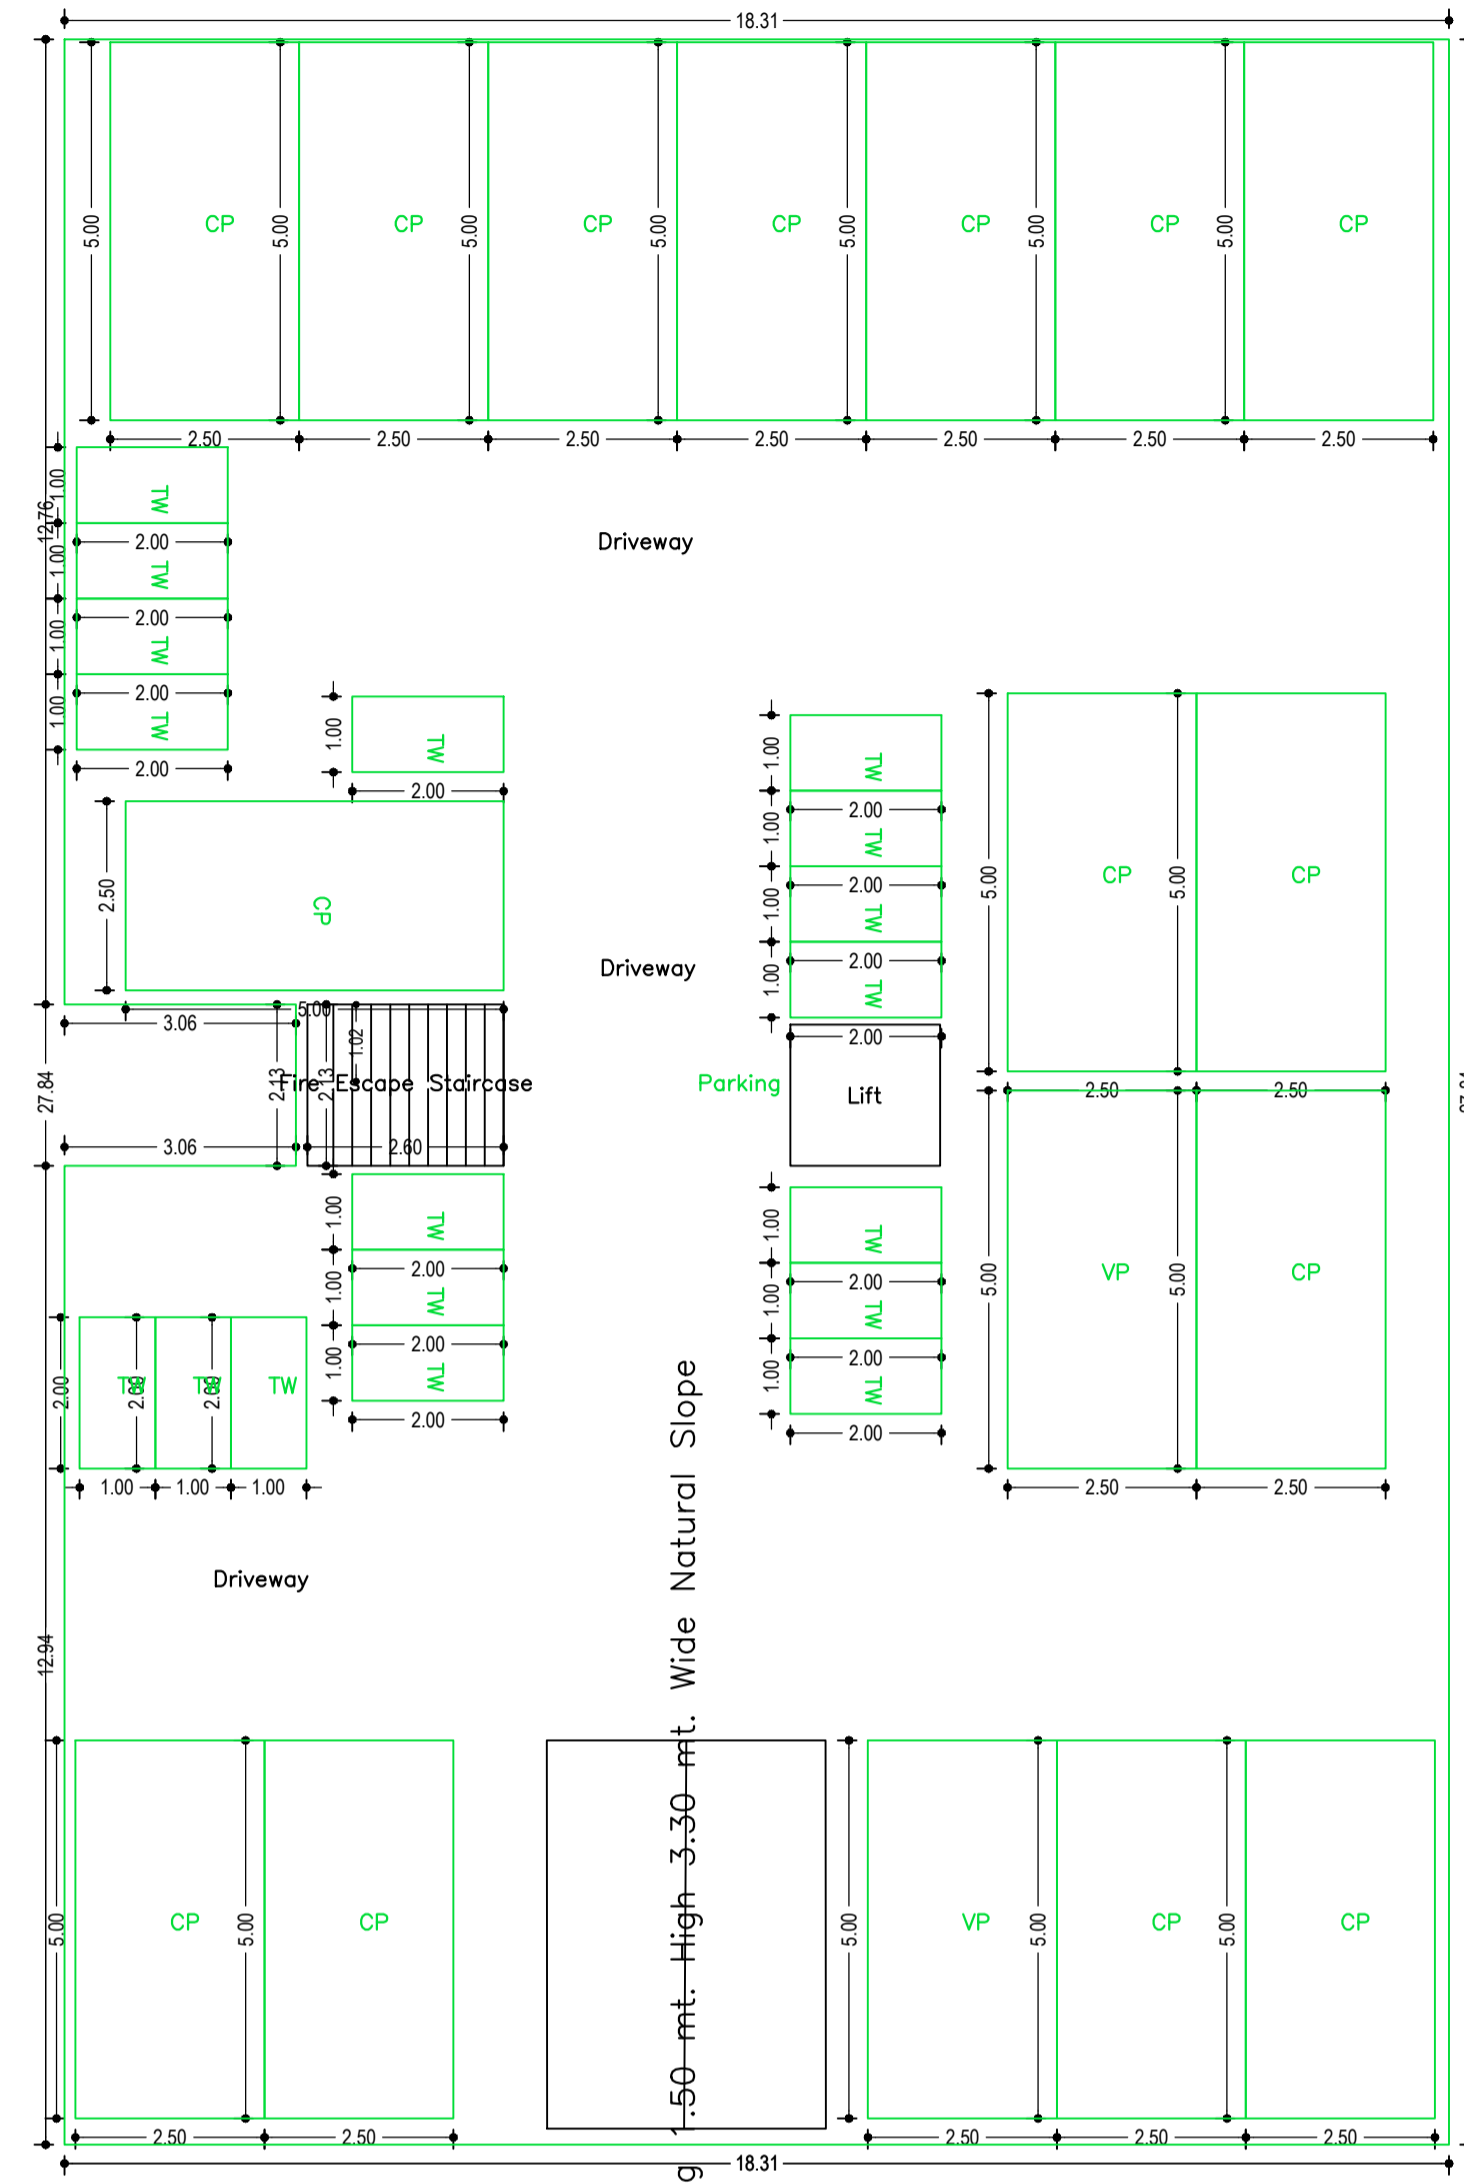 18.31
5.00 CP 5.00 CP 5.00 CP 5.00 CP 5.00 CP 5.00 CP 5.00 CP
2.50 2.50 2.50 2.50 2.50 2.50 2.50
12.76
1.00 TW
2.00
1.00 TW
2.00
1.00 TW
2.00
1.00 TW
2.00
Driveway
1.00 TW
2.00
2.50 CP
5.00
1.00 TW
2.00
1.00 TW
2.00
1.00 TW
2.00
1.00 TW
2.00
5.00 CP 5.00 CP
2.50 2.50
Driveway
3.06
1.02
2.13 2.13
27.84
Fire Escape Staircase
Parking
Lift
3.06 2.60
1.00 TW
2.00
1.00 TW
2.00
1.00 TW
2.00
1.00 TW
2.00
1.00 TW
2.00
1.00 TW
2.00
5.00 VP 5.00 CP
2.50 2.50
2.00 TW 2.00 TW 2.00 TW
1.00 1.00 1.00
Driveway
12.94
.50 mt. High 3.30 mt. Wide Natural Slope
5.00 CP 5.00 CP
2.50 2.50
5.00 VP 5.00 CP 5.00 CP
2.50 2.50 2.50
18.31